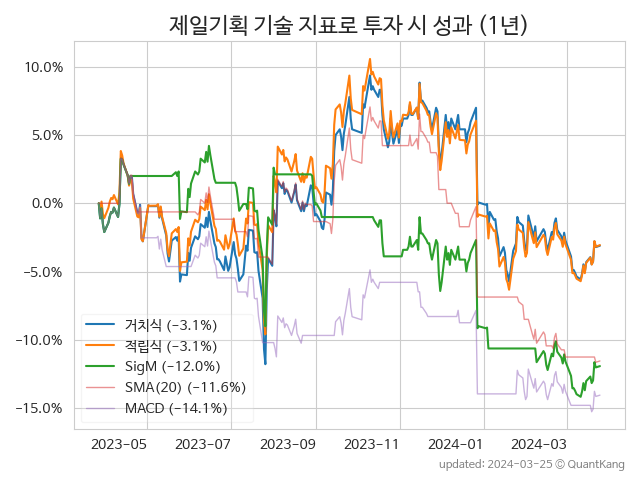 제일기획 기술 지표로 투자 시 성과 (1년)
10.0%
5.0%
0.0%
−5.0%
−10.0%
−15.0%
거치식 (−3.1%)
적립식 (−3.1%)
SigM (−12.0%)
SMA(20) (−11.6%)
MACD (−14.1%)
2023-05 2023-07 2023-09 2023-11 2024-01 2024-03
updated: 2024-03-25 © QuantKang